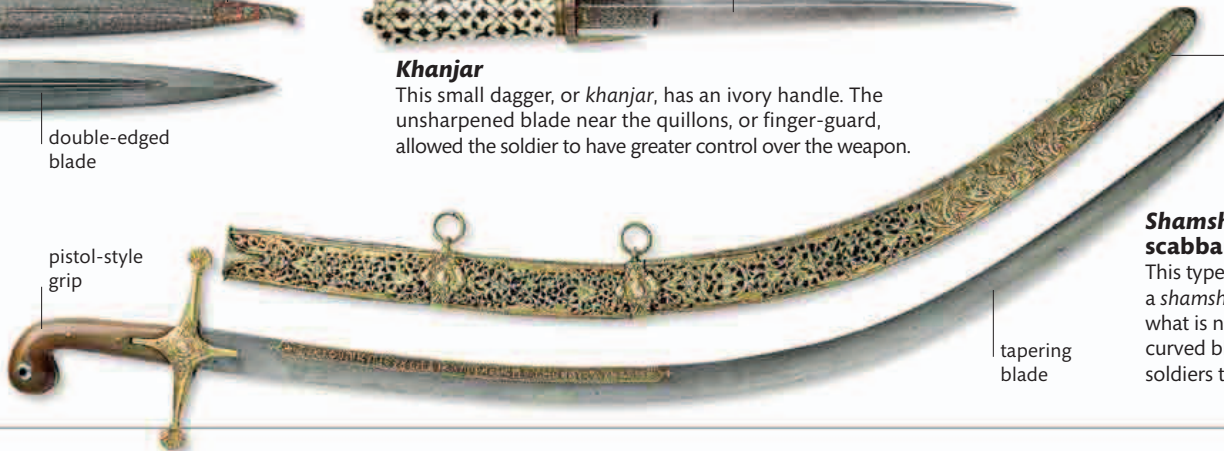 Khanjar
This small dagger, or khanjar, has an ivory handle. The
unsharpened blade near the quillons, or finger-guard,
allowed the soldier to have greater control over the weapon.
double-edged
blade
pistol-style
grip
tapering
blade
This type
what is n
curved b
soldiers t